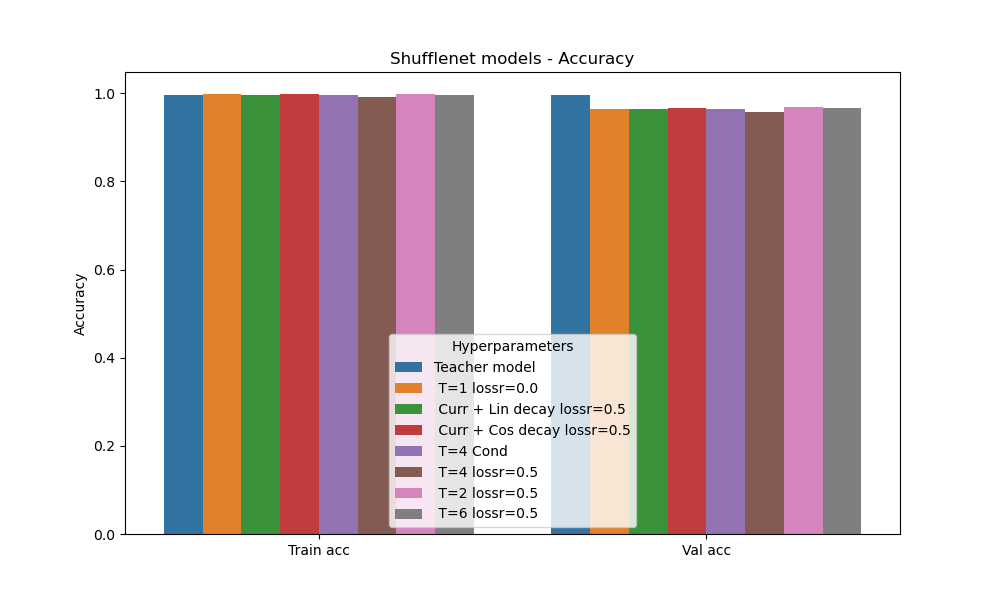 Shufflenet models - Accuracy
1.0
0.8
0.6
0.4
0.2
0.0
Accuracy
Hyperparameters
Teacher model
T=1 lossr=0.0
Curr + Lin decay lossr=0.5
Curr + Cos decay lossr=0.5
T=4 Cond
T=4 lossr=0.5
T=2 lossr=0.5
T=6 lossr=0.5
Train acc
Val acc